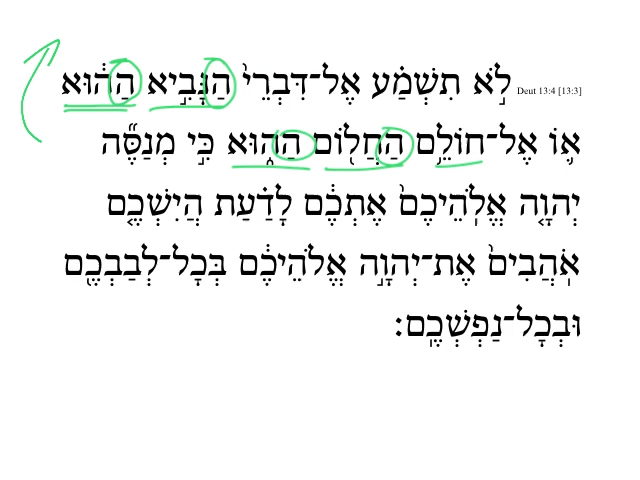 Deut 13:4 [13:3] לֹ֣א תִשְׁמַ֗ע אֶל־דִּבְרֵי֙ הַנָּבִ֣יא הַה֔וּא
א֛וֹ אֶל־חוֹלֵ֥ם הַחֲל֖וֹם הַה֑וּא כִּ֣י מְנַסֶּ֞ה
יְהוָ֤ה אֱלֹֽהֵיכֶם֙ אֶתְכֶ֔ם לָדַ֗עַת הֲיִשְׁכֶ֤ם
אֹֽהֲבִים֙ אֶת־יְהוָ֣ה אֱלֹהֵיכֶ֔ם בְּכָל־לְבַבְכֶ֖ם
וּבְכָל־נַפְשְׁכֶֽם׃